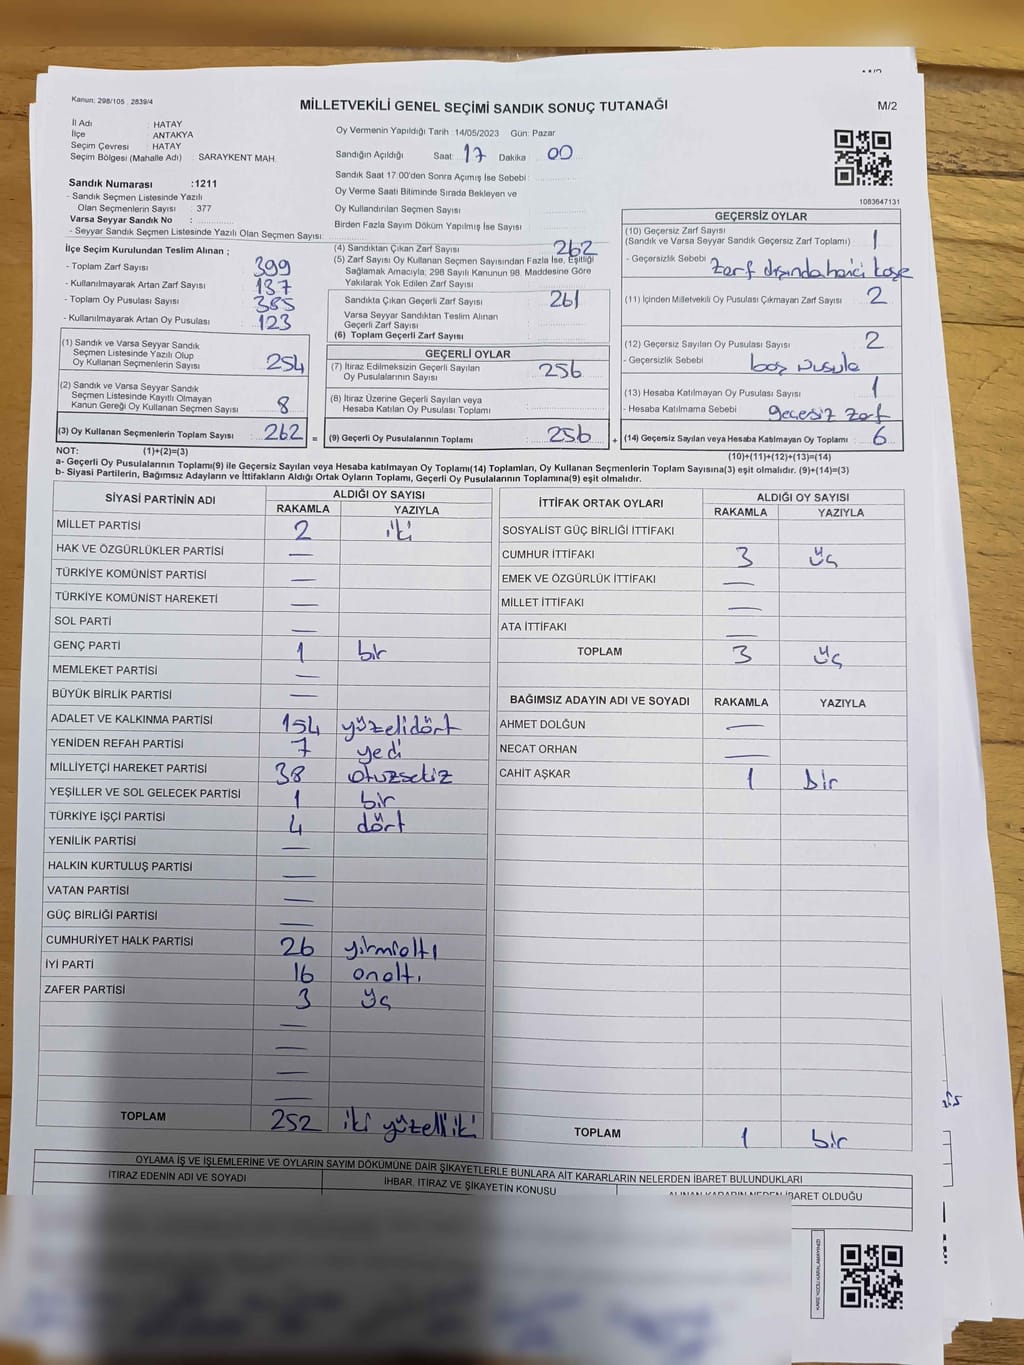 Kanun: 298/105 , 2839/4
MİLLETVEKİLİ GENEL SEÇİMİ SANDIK SONUÇ TUTANAĞI
M/2
İl Adı : HATAY
İlçe : ANTAKYA
Seçim Çevresi : HATAY
Seçim Bölgesi (Mahalle Adı) : SARAYKENT MAH.
Oy Vermenin Yapıldığı Tarih : 14/05/2023 Gün: Pazar
Sandığın Açıldığı Saat: 17 Dakika 00
Sandık Saat 17:00'den Sonra Açımış İse Sebebi :
Oy Verme Saati Bitiminde Sırada Bekleyen ve
Oy Kullandırılan Seçmen Sayısı
Birden Fazla Sayım Döküm Yapılmış İse Sayısı
1083647131
Sandık Numarası :1211
- Sandık Seçmen Listesinde Yazılı
Olan Seçmenlerin Sayısı : 377
Varsa Seyyar Sandık No :
- Seyyar Sandık Seçmen Listesinde Yazılı Olan Seçmen Sayısı:
İlçe Seçim Kurulundan Teslim Alınan ;
- Toplam Zarf Sayısı 399
- Kullanılmayarak Artan Zarf Sayısı : 137
- Toplam Oy Pusulası Sayısı : 385
- Kullanılmayarak Artan Oy Pusulası : 123
(1) Sandık ve Varsa Seyyar Sandık
Seçmen Listesinde Yazılı Olup
Oy Kullanan Seçmenlerin Sayısı 254
(2) Sandık ve Varsa Seyyar Sandık
Seçmen Listesinde Kayıtlı Olmayan
Kanun Gereği Oy Kullanan Seçmen Sayısı 8
(3) Oy Kullanan Seçmenlerin Toplam Sayısı : 262 =
(4) Sandıktan Çıkan Zarf Sayısı 262
(5) Zarf Sayısı Oy Kullanan Seçmen Sayısından Fazla İse, Eşitliği
Sağlamak Amacıyla; 298 Sayılı Kanunun 98. Maddesine Göre
Yakılarak Yok Edilen Zarf Sayısı
Sandıkta Çıkan Geçerli Zarf Sayısı 261
Varsa Seyyar Sandıktan Teslim Alınan
Geçerli Zarf Sayısı
(6) Toplam Geçerli Zarf Sayısı
GEÇERLİ OYLAR
(7) İtiraz Edilmeksizin Geçerli Sayılan
Oy Pusulalarının Sayısı 256
(8) İtiraz Üzerine Geçerli Sayılan veya
Hesaba Katılan Oy Pusulası Toplamı
(9) Geçerli Oy Pusulalarının Toplamı : 256 +
GEÇERSİZ OYLAR
(10) Geçersiz Zarf Sayısı
(Sandık ve Varsa Seyyar Sandık Geçersiz Zarf Toplamı) 1
- Geçersizlik Sebebi : zarf dışında harici kaşe
(11) İçinden Milletvekili Oy Pusulası Çıkmayan Zarf Sayısı : 2
(12) Geçersiz Sayılan Oy Pusulası Sayısı : 2
- Geçersizlik Sebebi : boş pusula
(13) Hesaba Katılmayan Oy Pusulası Sayısı : 1
- Hesaba Katılmama Sebebi : geçersiz zarf
(14) Geçersiz Sayılan veya Hesaba Katılmayan Oy Toplamı : 6
NOT: (1)+(2)=(3)
(10)+(11)+(12)+(13)=(14)
a- Geçerli Oy Pusulalarının Toplamı(9) ile Geçersiz Sayılan veya Hesaba katılmayan Oy Toplamı(14) Toplamları, Oy Kullanan Seçmenlerin Toplam Sayısına(3) eşit olmalıdır. (9)+(14)=(3)
b- Siyasi Partilerin, Bağımsız Adayların ve İttifakların Aldığı Ortak Oyların Toplamı, Geçerli Oy Pusulalarının Toplamına(9) eşit olmalıdır.
SİYASİ PARTİNİN ADI
ALDIĞI OY SAYISI
RAKAMLA YAZIYLA
MİLLET PARTİSİ 2 iki
HAK VE ÖZGÜRLÜKLER PARTİSİ —
TÜRKİYE KOMÜNİST PARTİSİ —
TÜRKİYE KOMÜNİST HAREKETİ —
SOL PARTİ —
GENÇ PARTİ 1 bir
MEMLEKET PARTİSİ —
BÜYÜK BİRLİK PARTİSİ —
ADALET VE KALKINMA PARTİSİ 154 yüzelidört
YENİDEN REFAH PARTİSİ 7 yedi
MİLLİYETÇİ HAREKET PARTİSİ 38 otuzsekiz
YEŞİLLER VE SOL GELECEK PARTİSİ 1 bir
TÜRKİYE İŞÇİ PARTİSİ 4 dört
YENİLİK PARTİSİ —
HALKIN KURTULUŞ PARTİSİ —
VATAN PARTİSİ —
GÜÇ BİRLİĞİ PARTİSİ —
CUMHURİYET HALK PARTİSİ 26 yirmialtı
İYİ PARTİ 16 onaltı
ZAFER PARTİSİ 3 üç
—
—
—
—
TOPLAM 252 iki yüzelli iki
İTTİFAK ORTAK OYLARI
ALDIĞI OY SAYISI
RAKAMLA YAZIYLA
SOSYALİST GÜÇ BİRLİĞİ İTTİFAKI
CUMHUR İTTİFAKI 3 üç
EMEK VE ÖZGÜRLÜK İTTİFAKI —
MİLLET İTTİFAKI —
ATA İTTİFAKI —
TOPLAM 3 üç
BAĞIMSIZ ADAYIN ADI VE SOYADI RAKAMLA YAZIYLA
AHMET DOLĞUN —
NECAT ORHAN —
CAHİT AŞKAR 1 bir
TOPLAM 1 bir
OYLAMA İŞ VE İŞLEMLERİNE VE OYLARIN SAYIM DÖKÜMÜNE DAİR ŞİKAYETLERLE BUNLARA AİT KARARLARIN NELERDEN İBARET BULUNDUKLARI
İTİRAZ EDENİN ADI VE SOYADI
İHBAR, İTİRAZ VE ŞİKAYETİN KONUSU
ALINAN KARARIN NEDEN İBARET OLDUĞU
KARE KODU KARALAMAYINIZ!